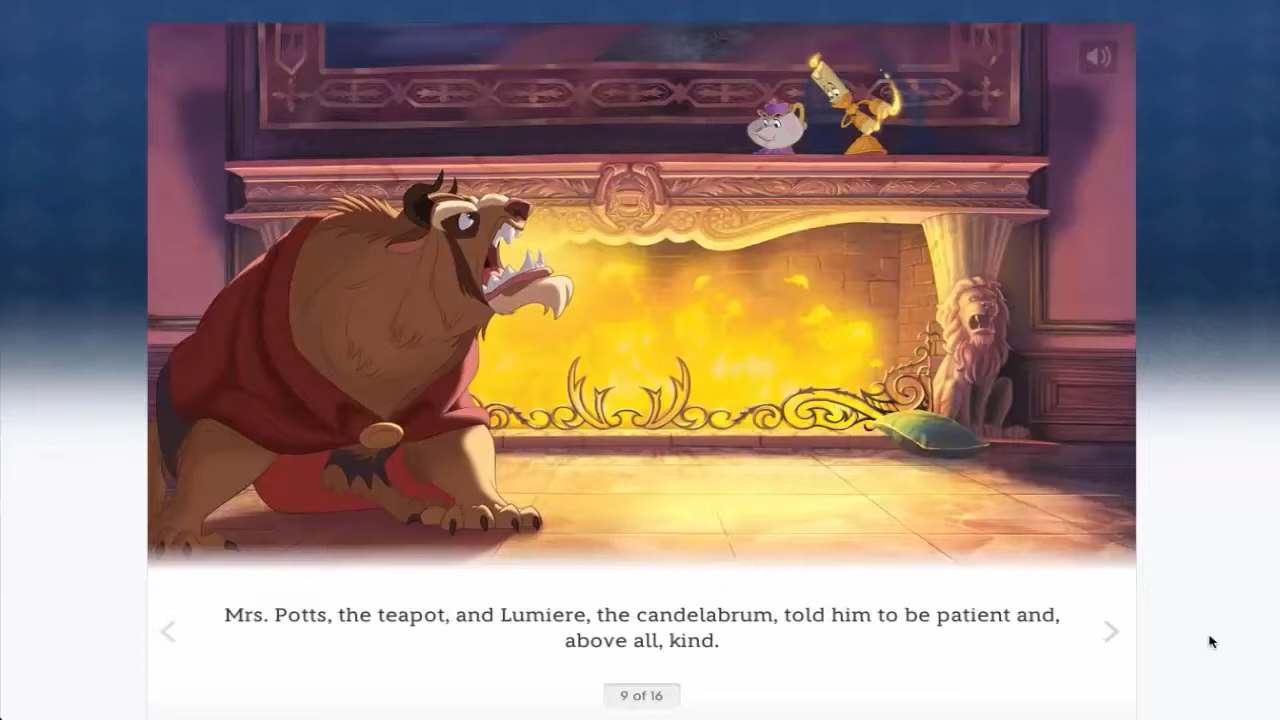 Mrs. Potts, the teapot, and Lumiere, the candelabrum, told him to be patient and,
above all, kind.
9 of 16